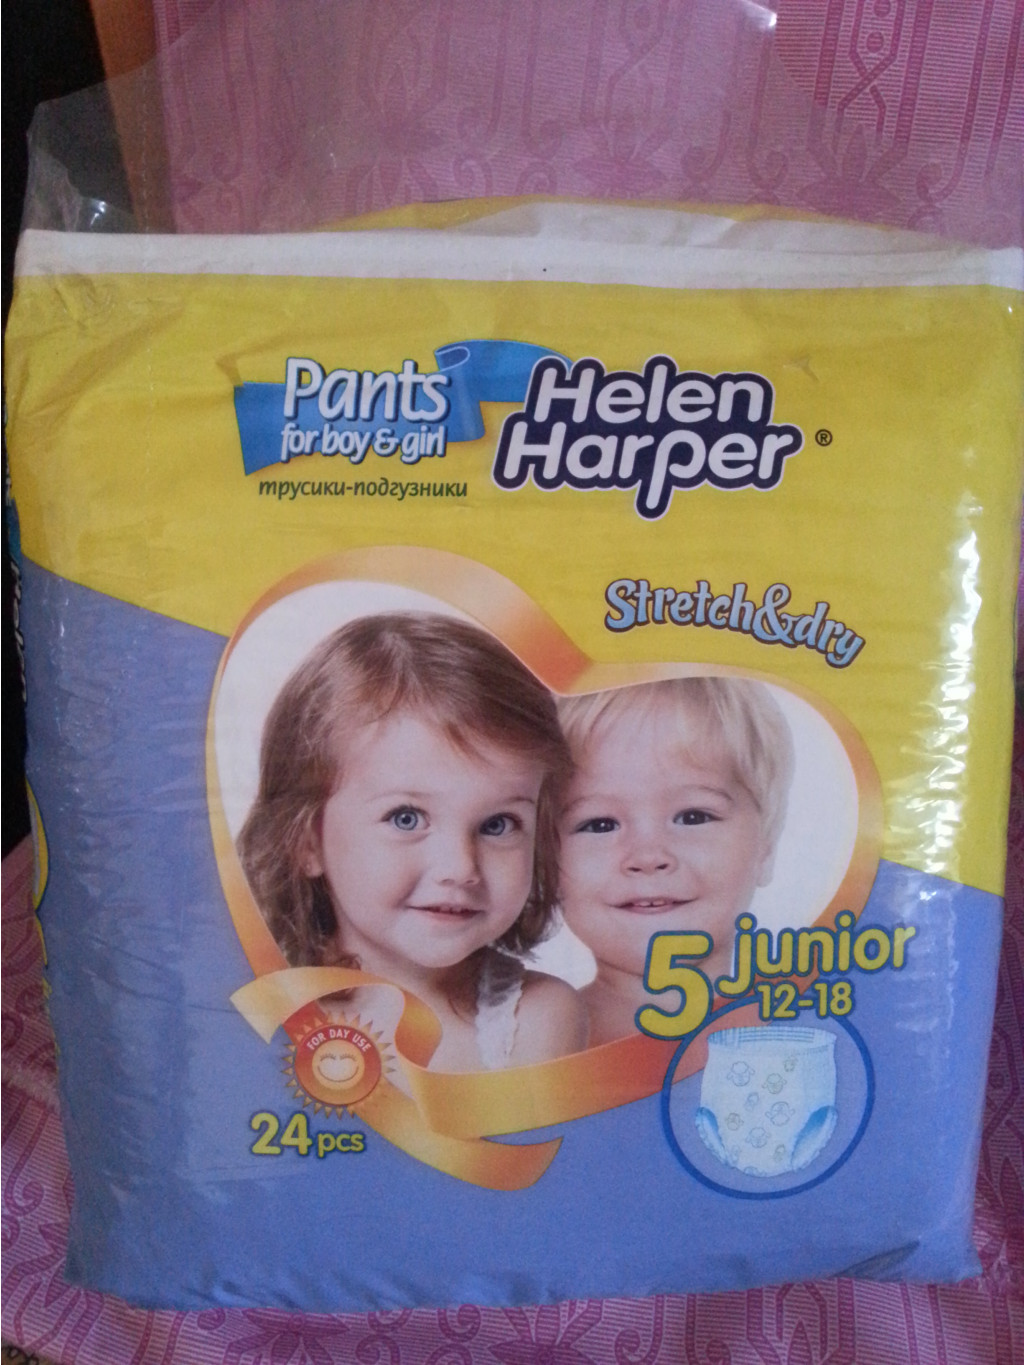 Pants
for boy & girl
трусики-подгузники
Helen
Harper ®
Stretch&dry
5 junior
12-18
FOR DAY USE
24 pcs